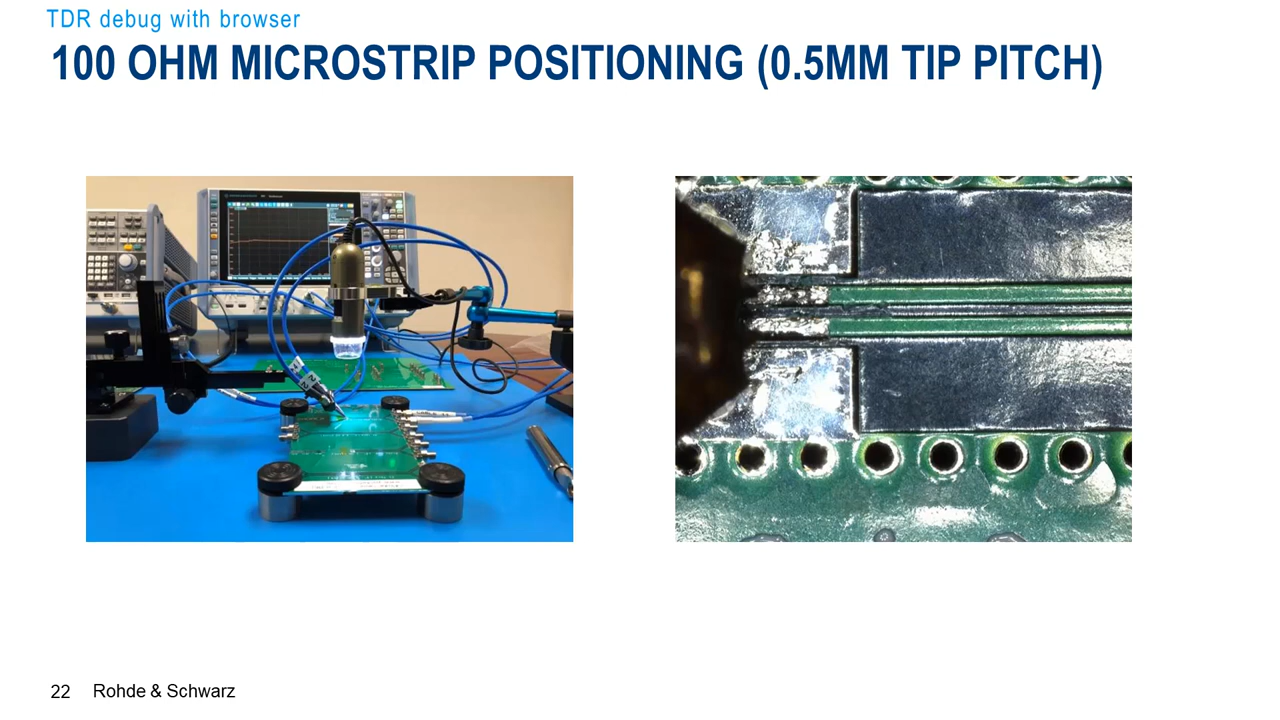 TDR debug with browser
100 OHM MICROSTRIP POSITIONING (0.5MM TIP PITCH)
22 Rohde & Schwarz